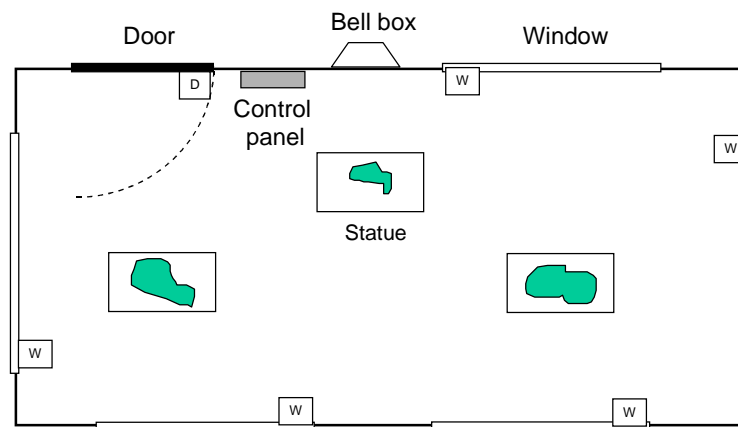 Door
Bell box
Window
D
W
Control
panel
W
Statue
W
W
W